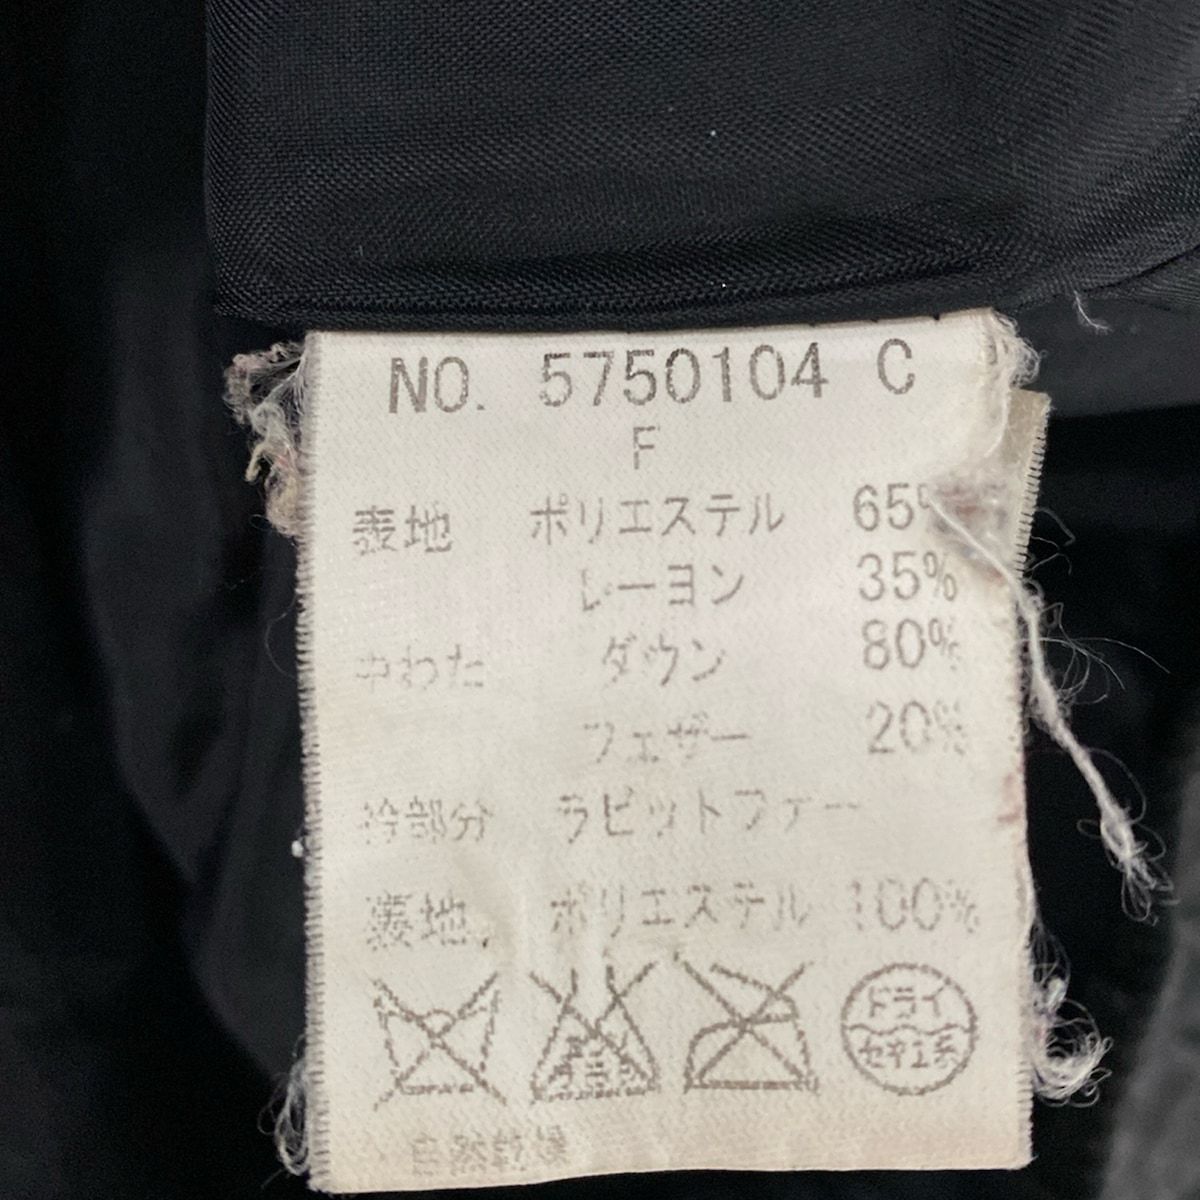 NO. 5750104 C
F
表地 ポリエステル 65%
レーヨン 35%
中わた ダウン 80%
フェザー 20%
衿部分 ラビットファー
裏地 ポリエステル 100%
ドライ
セキユ系
自然乾燥